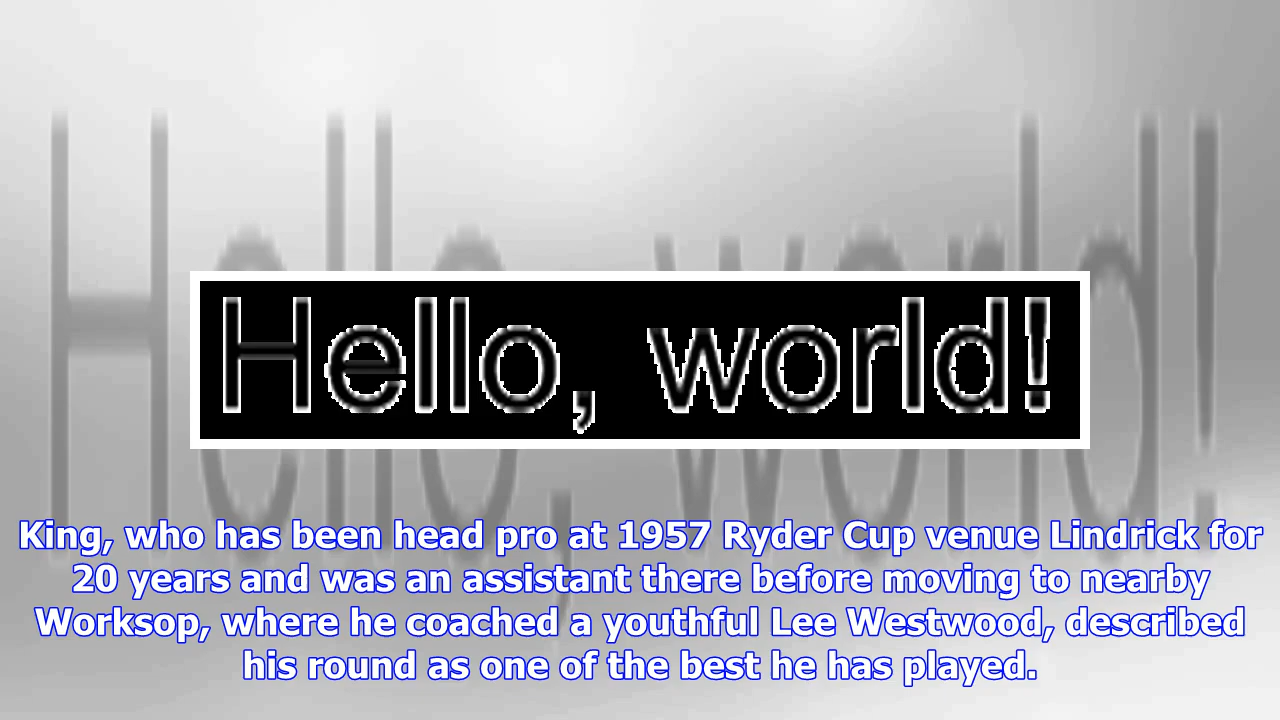 Hello, world!
King, who has been head pro at 1957 Ryder Cup venue Lindrick for
20 years and was an assistant there before moving to nearby
Worksop, where he coached a youthful Lee Westwood, described
his round as one of the best he has played.